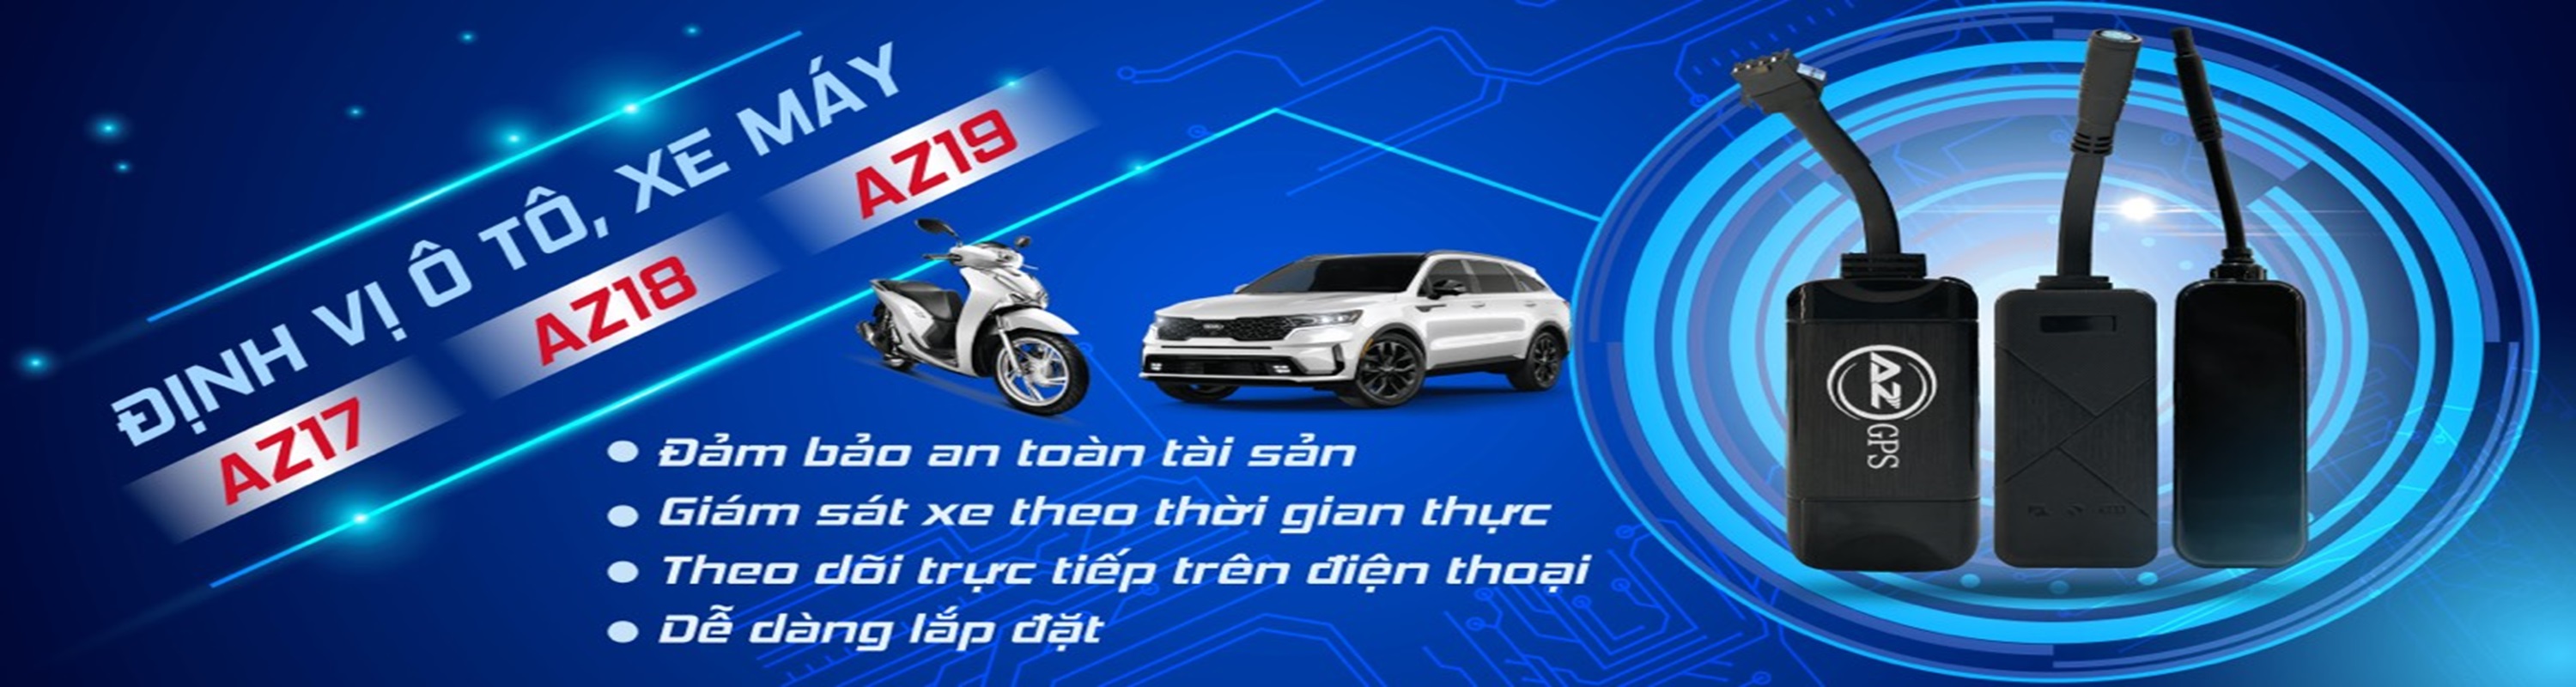 ĐỊNH VỊ Ô TÔ, XE MÁY
AZ17 AZ18 AZ19
Đảm bảo an toàn tài sản
Giám sát xe theo thời gian thực
Theo dõi trực tiếp trên điện thoại
Dễ dàng lắp đặt
AZ
GPS